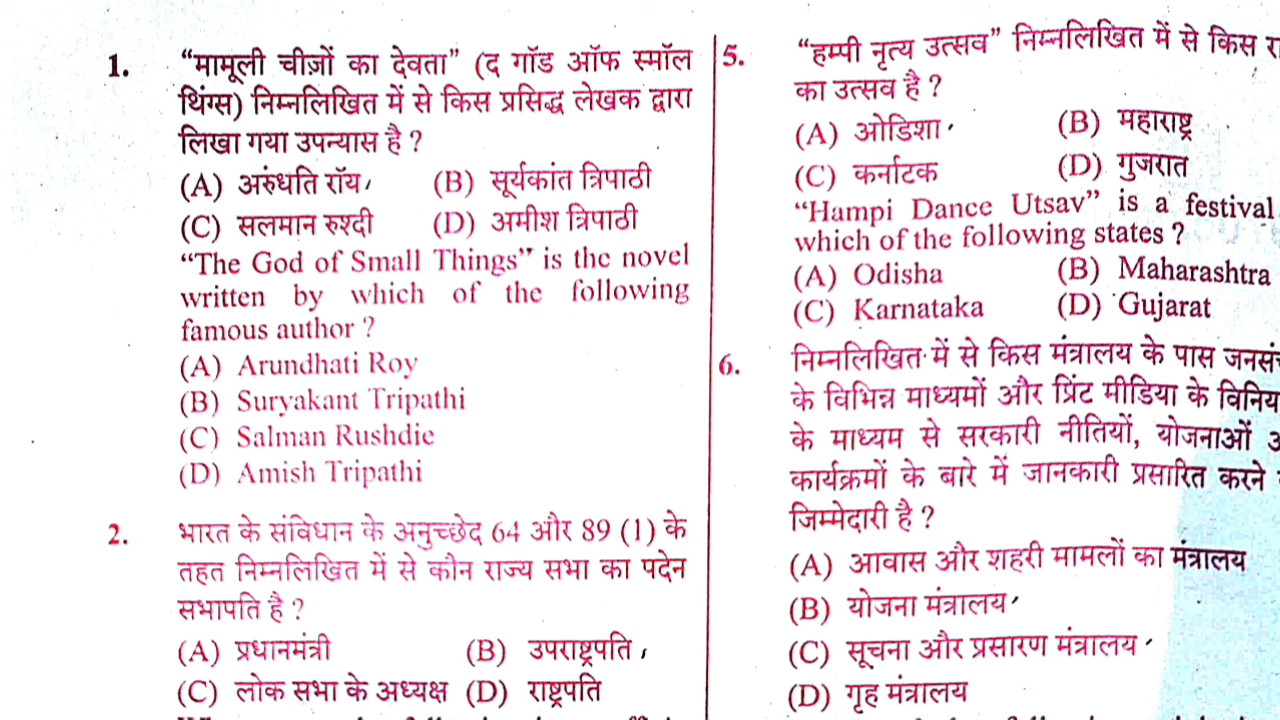 1. “मामूली चीज़ों का देवता” (द गॉड ऑफ स्मॉल
थिंग्स) निम्नलिखित में से किस प्रसिद्ध लेखक द्वारा
लिखा गया उपन्यास है ?
(A) अरुंधति रॉय (B) सूर्यकांत त्रिपाठी
(C) सलमान रुश्दी (D) अमीश त्रिपाठी
“The God of Small Things” is the novel
written by which of the following
famous author ?
(A) Arundhati Roy
(B) Suryakant Tripathi
(C) Salman Rushdie
(D) Amish Tripathi
2. भारत के संविधान के अनुच्छेद 64 और 89 (1) के
तहत निम्नलिखित में से कौन राज्य सभा का पदेन
सभापति है ?
(A) प्रधानमंत्री (B) उपराष्ट्रपति
(C) लोक सभा के अध्यक्ष (D) राष्ट्रपति
5. “हम्पी नृत्य उत्सव” निम्नलिखित में से किस
का उत्सव है ?
(A) ओडिशा (B) महाराष्ट्र
(C) कर्नाटक (D) गुजरात
“Hampi Dance Utsav” is a festival
which of the following states ?
(A) Odisha (B) Maharashtra
(C) Karnataka (D) Gujarat
6. निम्नलिखित में से किस मंत्रालय के पास
के विभिन्न माध्यमों और प्रिंट मीडिया के
के माध्यम से सरकारी नीतियों, योजनाओं
कार्यक्रमों के बारे में जानकारी प्रसारित करने
जिम्मेदारी है ?
(A) आवास और शहरी मामलों का मंत्रालय
(B) योजना मंत्रालय
(C) सूचना और प्रसारण मंत्रालय
(D) गृह मंत्रालय